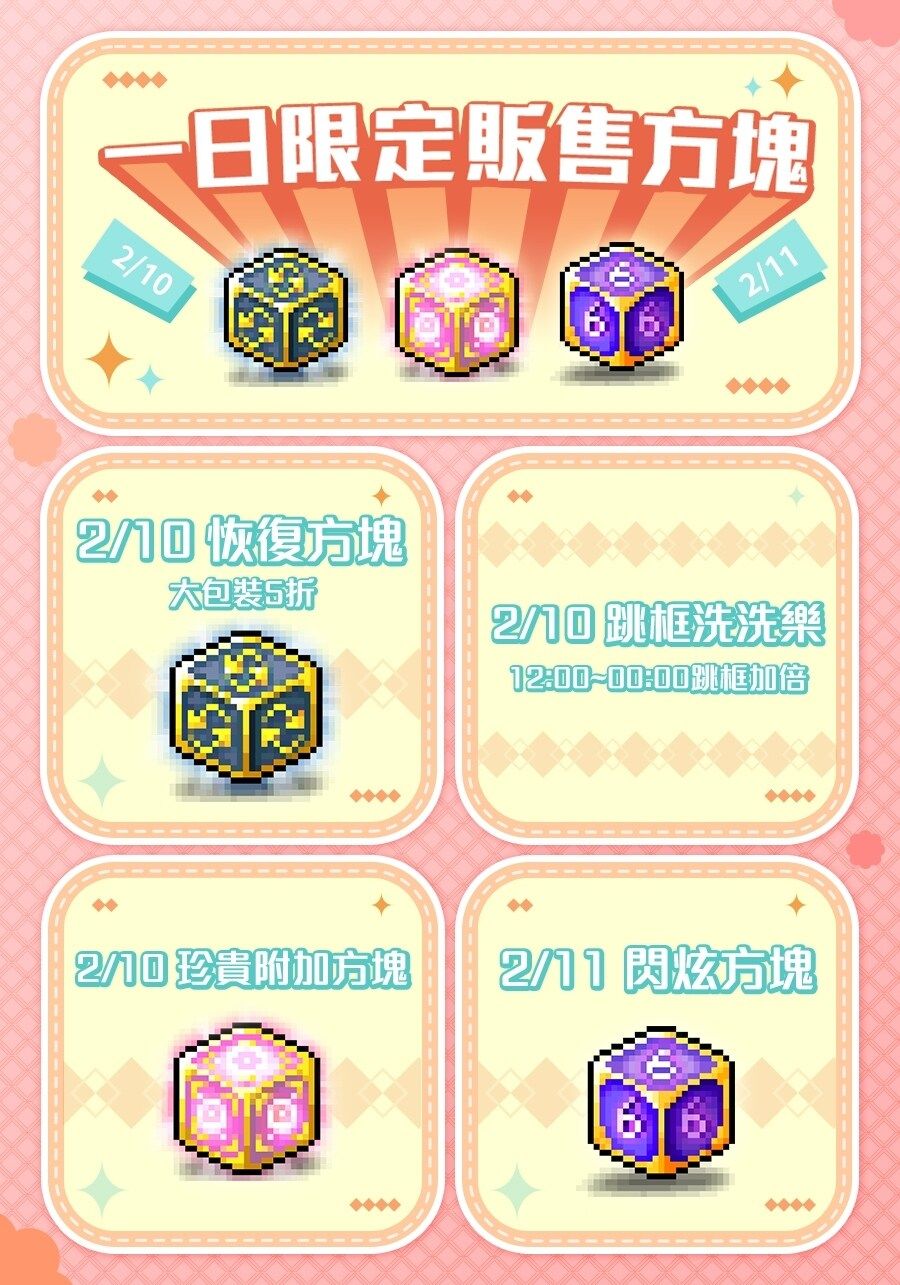 一日限定販售方塊
2/10
2/11
2/10 恢復方塊
大包裝5折
2/10 跳框洗洗樂
12:00~00:00跳框加倍
2/10 珍貴附加方塊
2/11 閃炫方塊